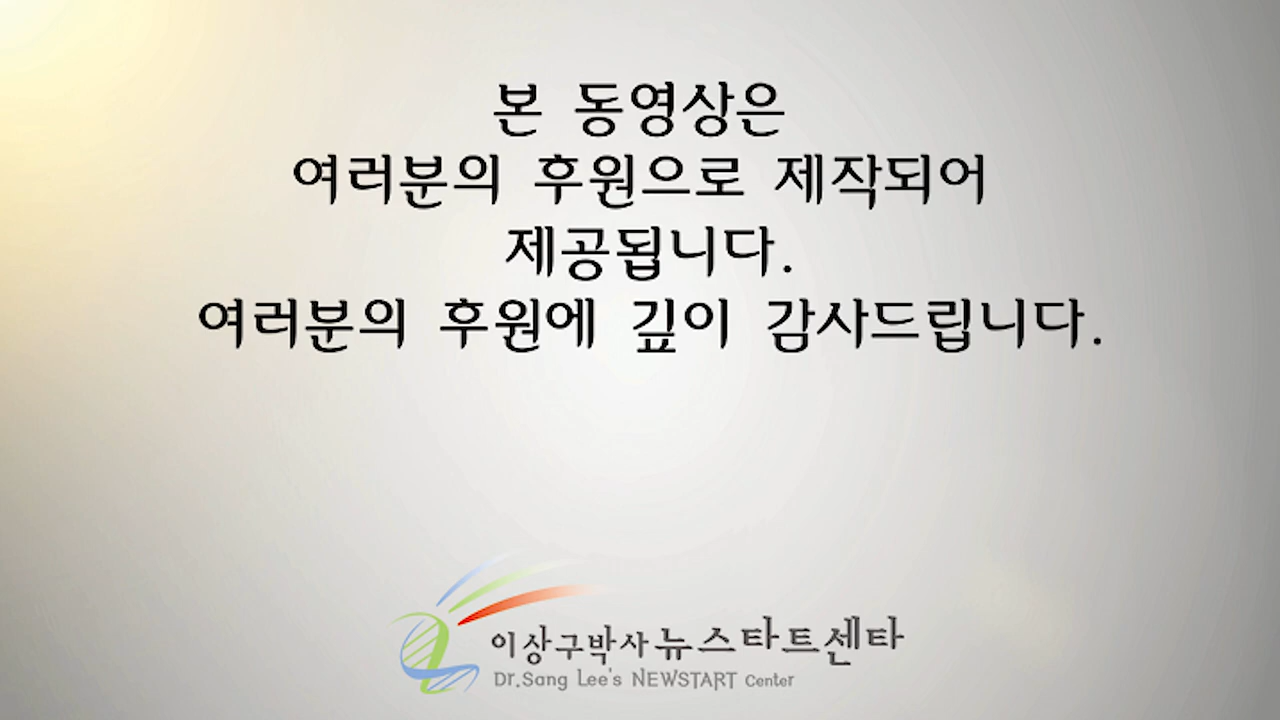 본 동영상은
여러분의 후원으로 제작되어
제공됩니다.
여러분의 후원에 깊이 감사드립니다.
이상구박사 뉴스타트센타
Dr.Sang Lee's NEWSTART Center